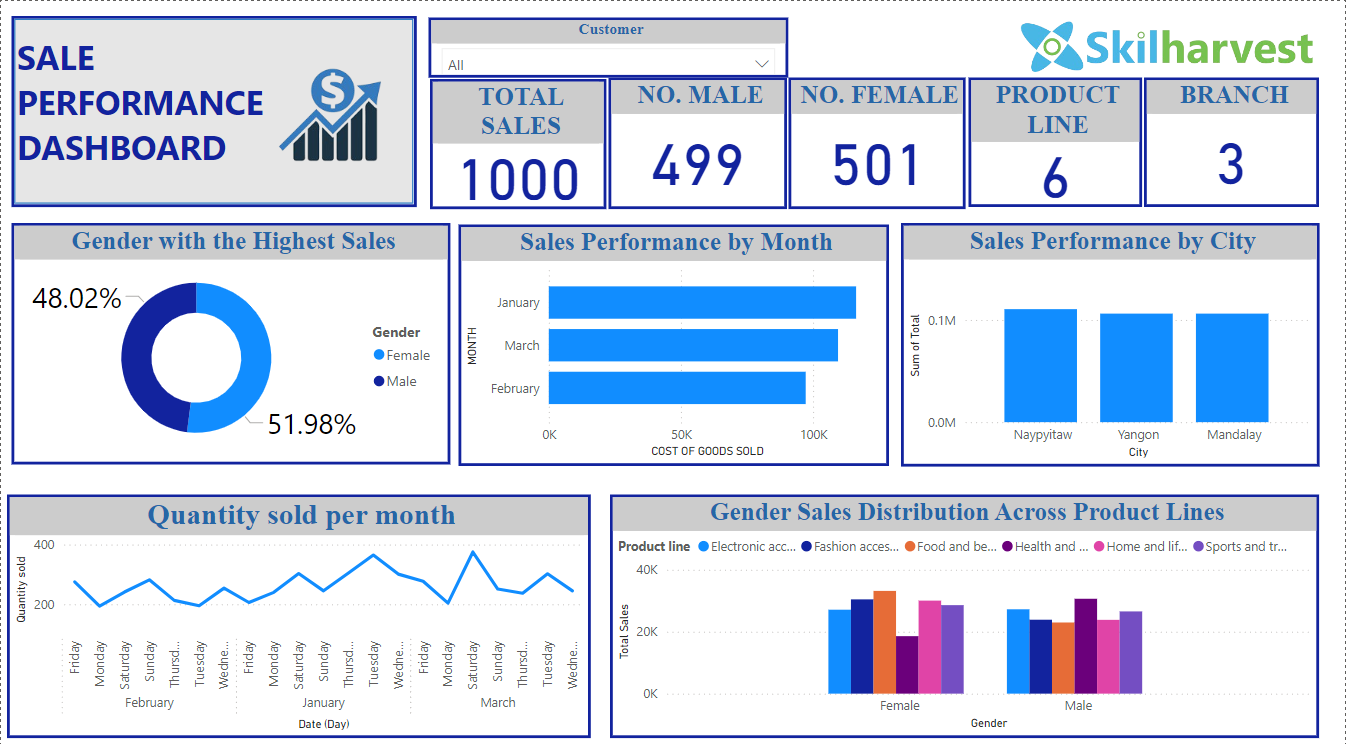 SALE
PERFORMANCE
DASHBOARD
$
Customer
All
Skilharvest
TOTAL
SALES
1000
NO. MALE
499
NO. FEMALE
501
PRODUCT
LINE
6
BRANCH
3
Gender with the Highest Sales
48.02%
51.98%
Gender
Female
Male
Sales Performance by Month
MONTH
January
March
February
0K 50K 100K
COST OF GOODS SOLD
Sales Performance by City
Sum of Total
0.1M
0.0M
Naypyitaw Yangon Mandalay
City
Quantity sold per month
Quantity sold
400
200
Friday Monday Saturday Sunday Thursd... Tuesday Wedne... Friday Monday Saturday Sunday Thursd... Tuesday Wedne... Friday Monday Saturday Sunday Thursd... Tuesday Wedne...
February January March
Date (Day)
Gender Sales Distribution Across Product Lines
Product line Electronic acc... Fashion acces... Food and be... Health and ... Home and lif... Sports and tr...
Total Sales
40K
20K
0K
Female Male
Gender